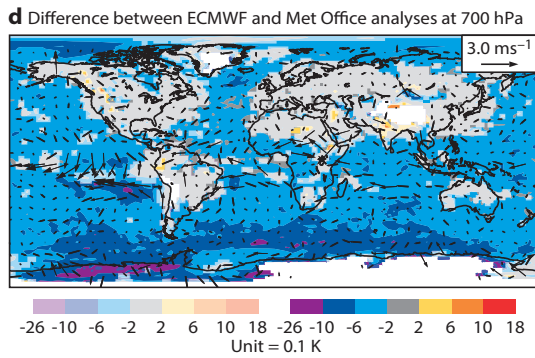 d Difference between ECMWF and Met Office analyses at 700 hPa
3.0 ms⁻¹
-26 -10 -6 -2 2 6 10 18 -26 -10 -6 -2 2 6 10 18
Unit = 0.1 K